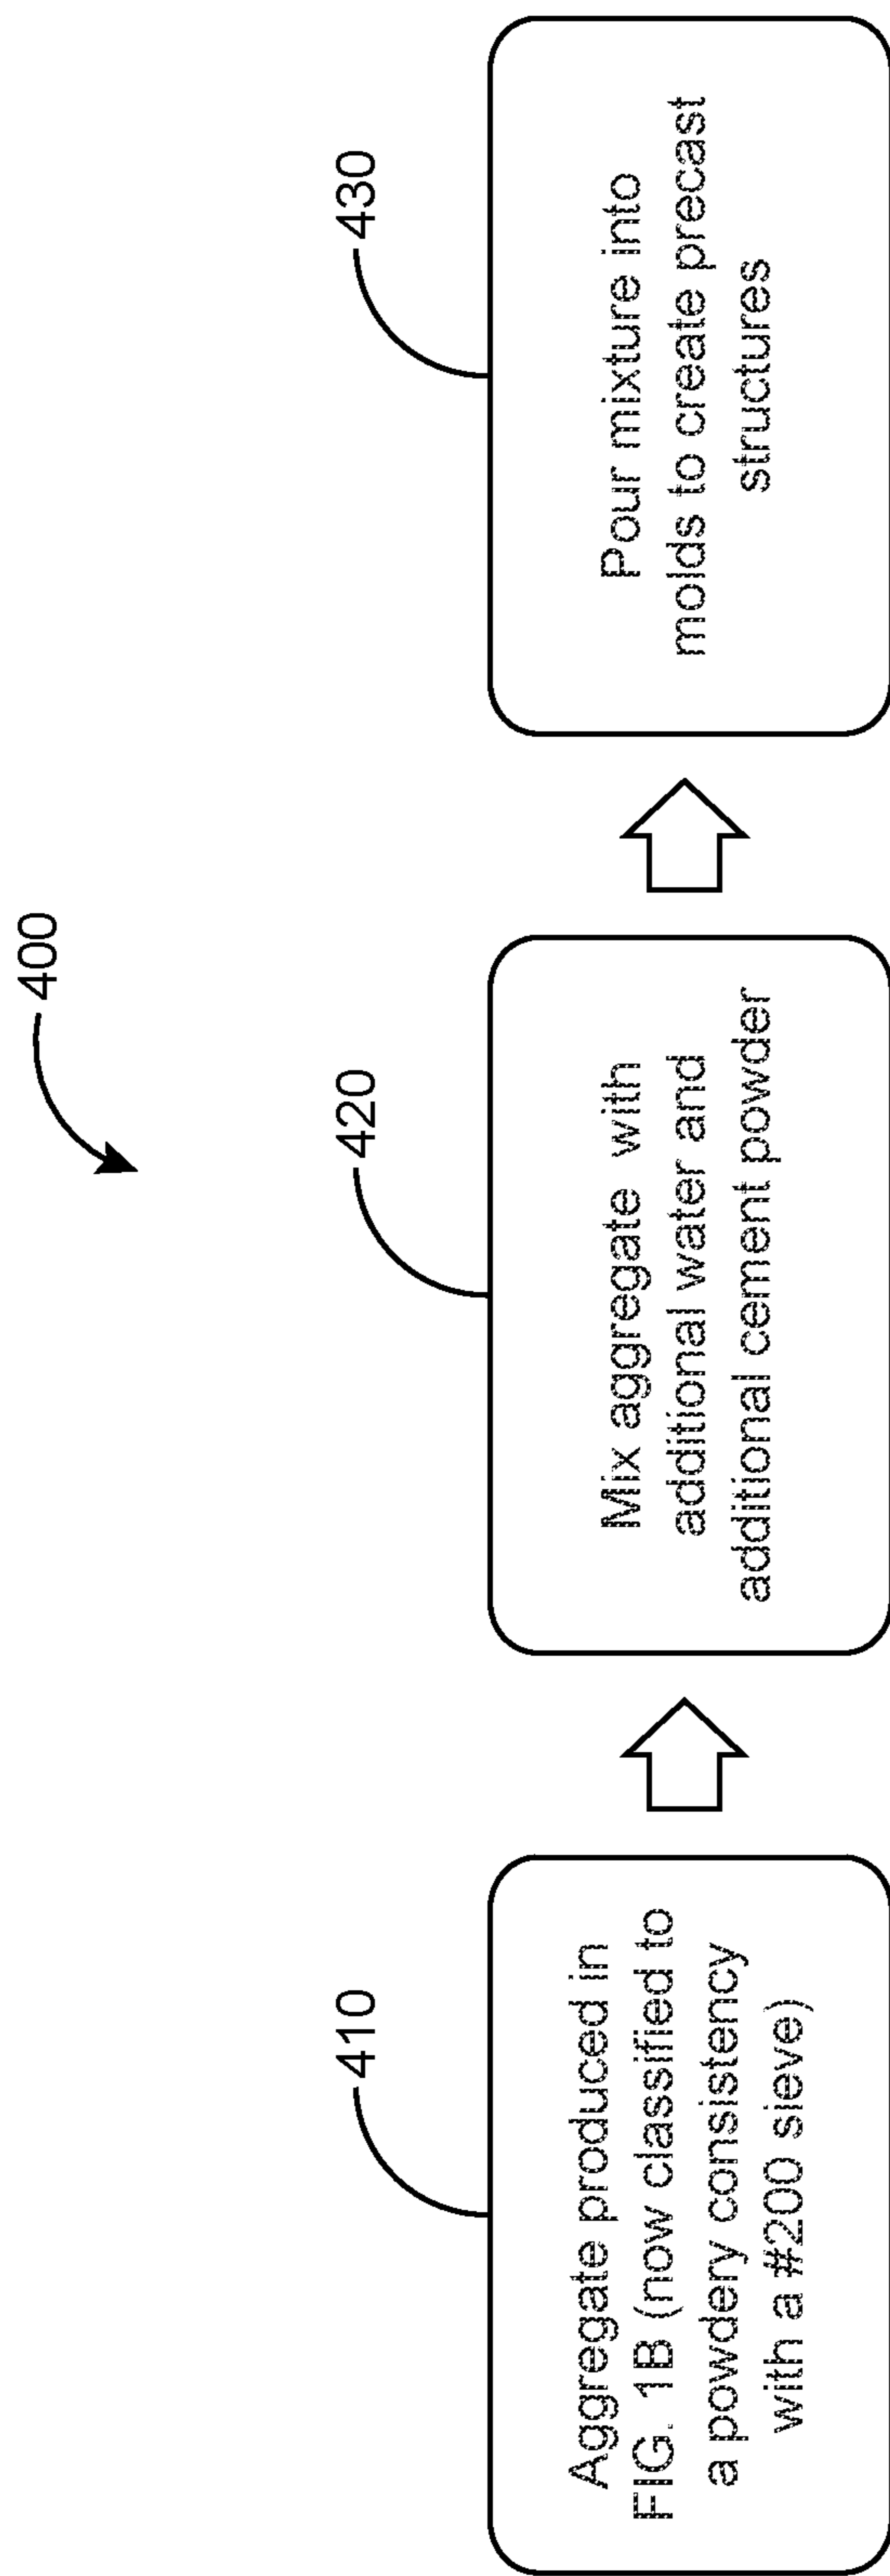 400
410
Aggregate produced in
FIG. 1B (now classified to
a powdery consistency
with a #200 sieve)
420
Mix aggregate with
additional water and
additional cement powder
430
Pour mixture into
molds to create precast
structures